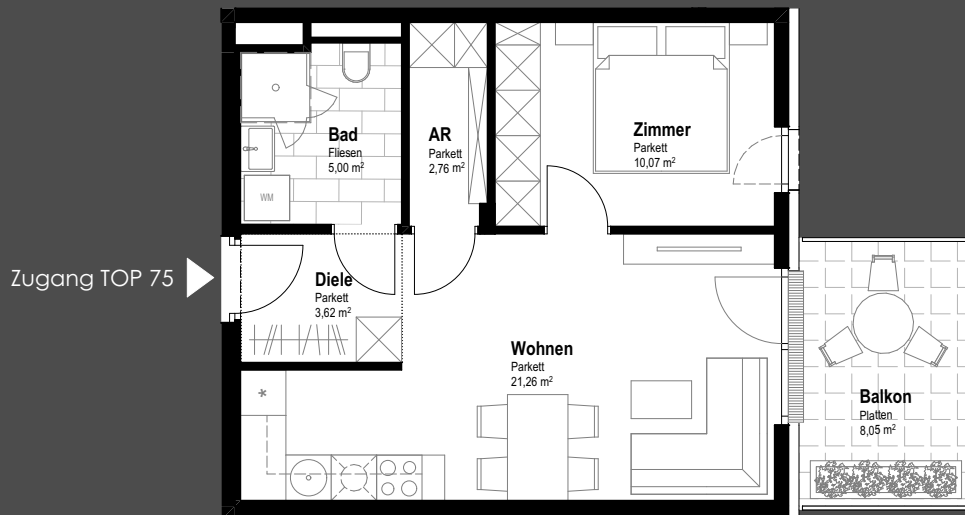 Bad
Fliesen
5,00 m²
WM
AR
Parkett
2,76 m²
Zimmer
Parkett
10,07 m²
Zugang TOP 75
Diele
Parkett
3,62 m²
Wohnen
Parkett
21,26 m²
Balkon
Platten
8,05 m²
*